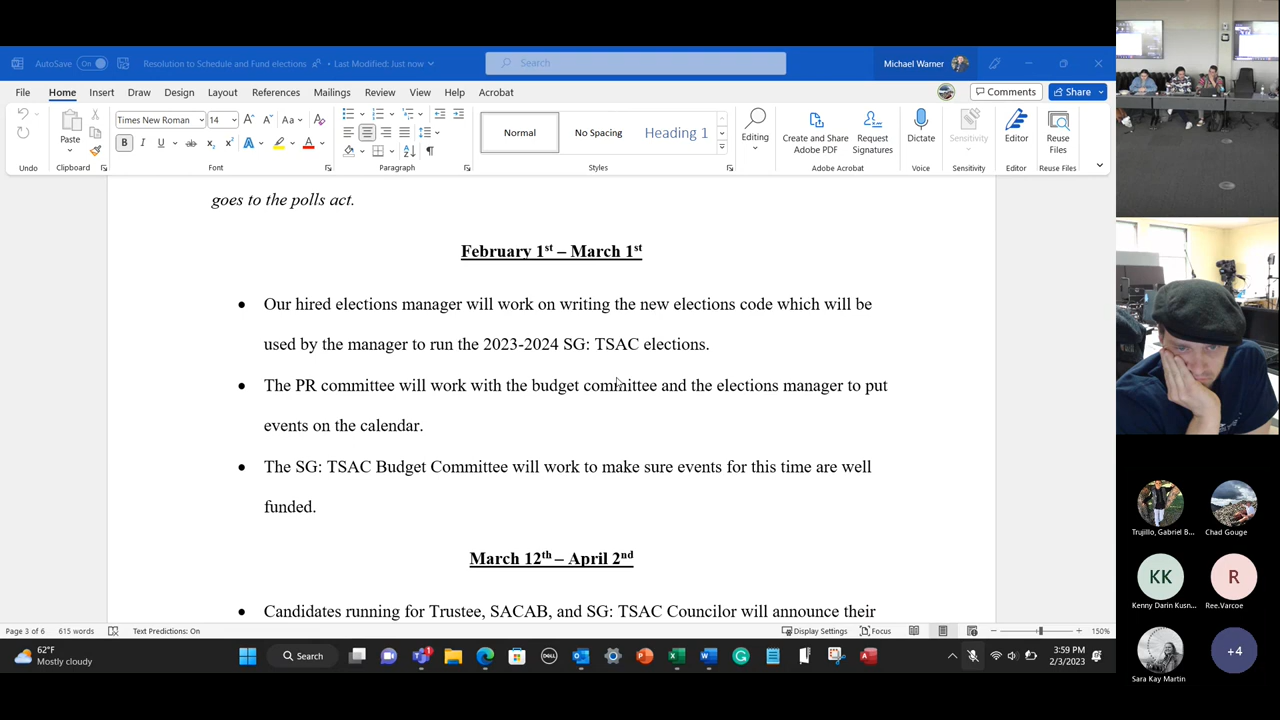 AutoSave On Resolution to Schedule and Fund elections • Last Modified: Just now Search Michael Warner
File Home Insert Draw Design Layout References Mailings Review View Help Acrobat Comments Share
Times New Roman 14 Aa
Paste
B I U ab x₂ x² A A
Normal No Spacing Heading 1
Editing Create and Share Adobe PDF Request Signatures Dictate Sensitivity Editor Reuse Files
Undo Clipboard Font Paragraph Styles Adobe Acrobat Voice Sensitivity Editor Reuse Files
goes to the polls act.
February 1st – March 1st
• Our hired elections manager will work on writing the new elections code which will be
used by the manager to run the 2023-2024 SG: TSAC elections.
• The PR committee will work with the budget committee and the elections manager to put
events on the calendar.
• The SG: TSAC Budget Committee will work to make sure events for this time are well
funded.
March 12th – April 2nd
• Candidates running for Trustee, SACAB, and SG: TSAC Councilor will announce their
Page 3 of 6 615 words Text Predictions: On Display Settings Focus 150%
62°F
Mostly cloudy
Search
3:59 PM
2/3/2023
Trujillo, Gabriel B... Chad Gouge
KK R
Kenny Darin Kusn... Ree.Varcoe
+4
Sara Kay Martin